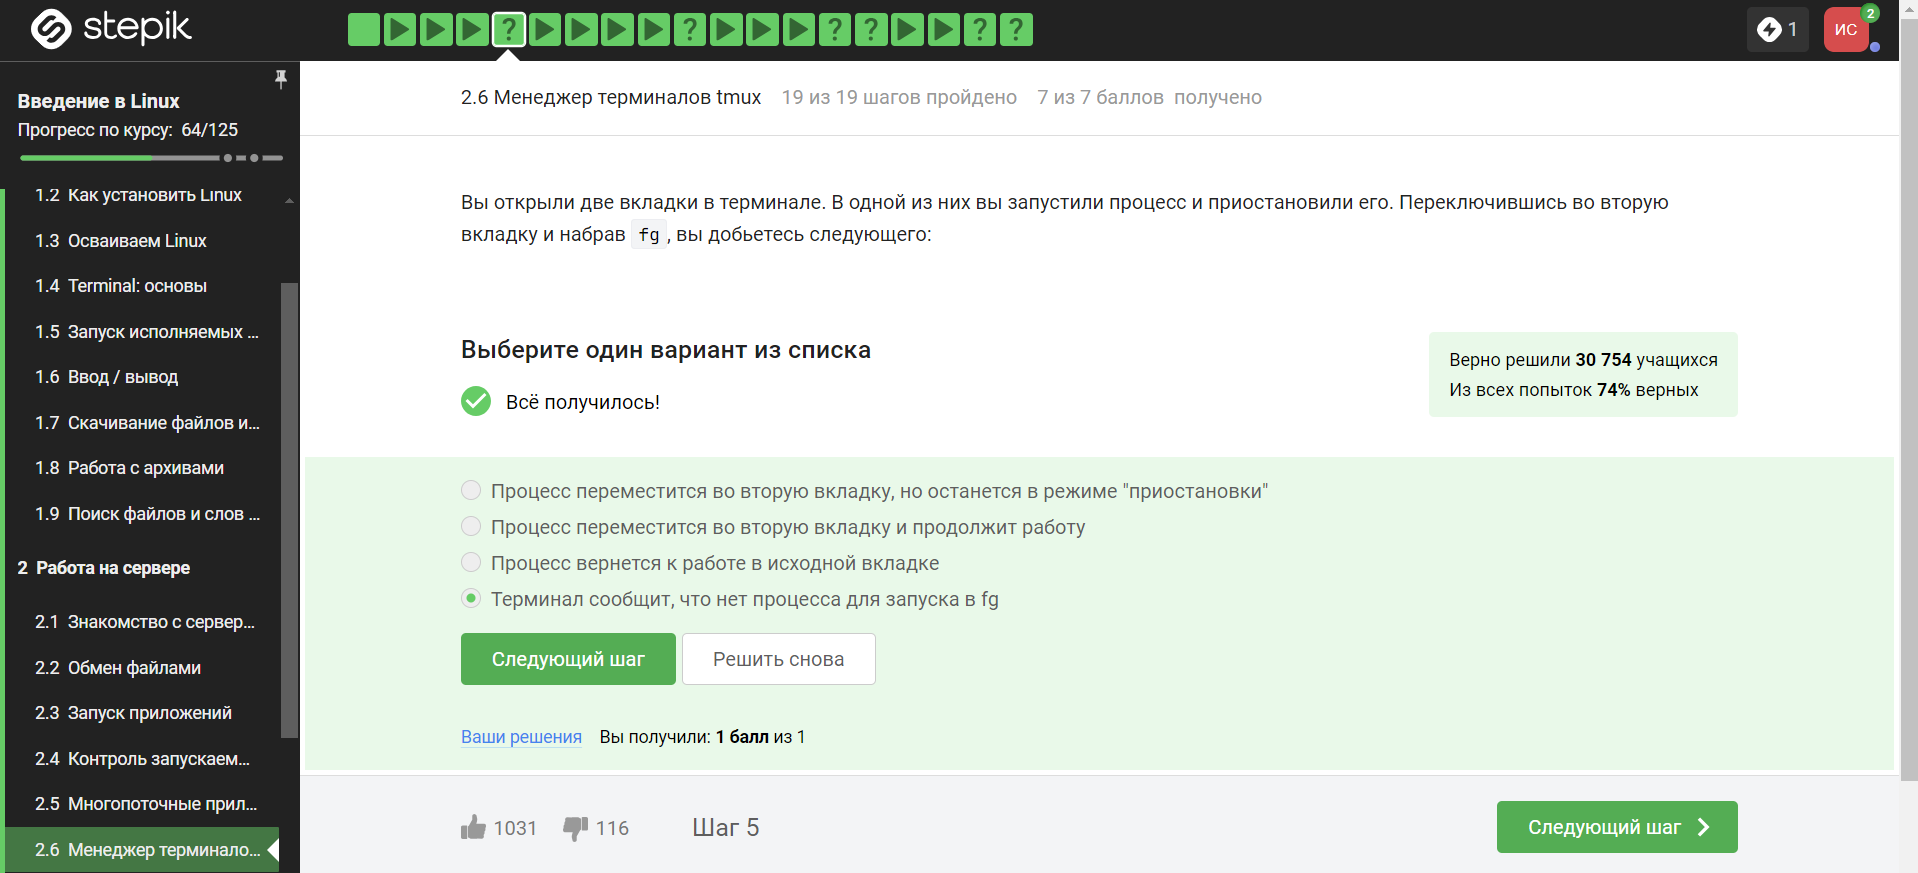 stepik
? ? ? ? ? ?
1
ИС
2
Введение в Linux
Прогресс по курсу: 64/125
1.2 Как установить Linux
1.3 Осваиваем Linux
1.4 Terminal: основы
1.5 Запуск исполняемых ...
1.6 Ввод / вывод
1.7 Скачивание файлов и...
1.8 Работа с архивами
1.9 Поиск файлов и слов ...
2 Работа на сервере
2.1 Знакомство с сервер...
2.2 Обмен файлами
2.3 Запуск приложений
2.4 Контроль запускаем...
2.5 Многопоточные прил...
2.6 Менеджер терминало...
2.6 Менеджер терминалов tmux 19 из 19 шагов пройдено 7 из 7 баллов получено
Вы открыли две вкладки в терминале. В одной из них вы запустили процесс и приостановили его. Переключившись во вторую
вкладку и набрав fg, вы добьетесь следующего:
Выберите один вариант из списка
Всё получилось!
Верно решили 30 754 учащихся
Из всех попыток 74% верных
Процесс переместится во вторую вкладку, но останется в режиме "приостановки"
Процесс переместится во вторую вкладку и продолжит работу
Процесс вернется к работе в исходной вкладке
Терминал сообщит, что нет процесса для запуска в fg
Следующий шаг
Решить снова
Ваши решения Вы получили: 1 балл из 1
1031 116 Шаг 5
Следующий шаг